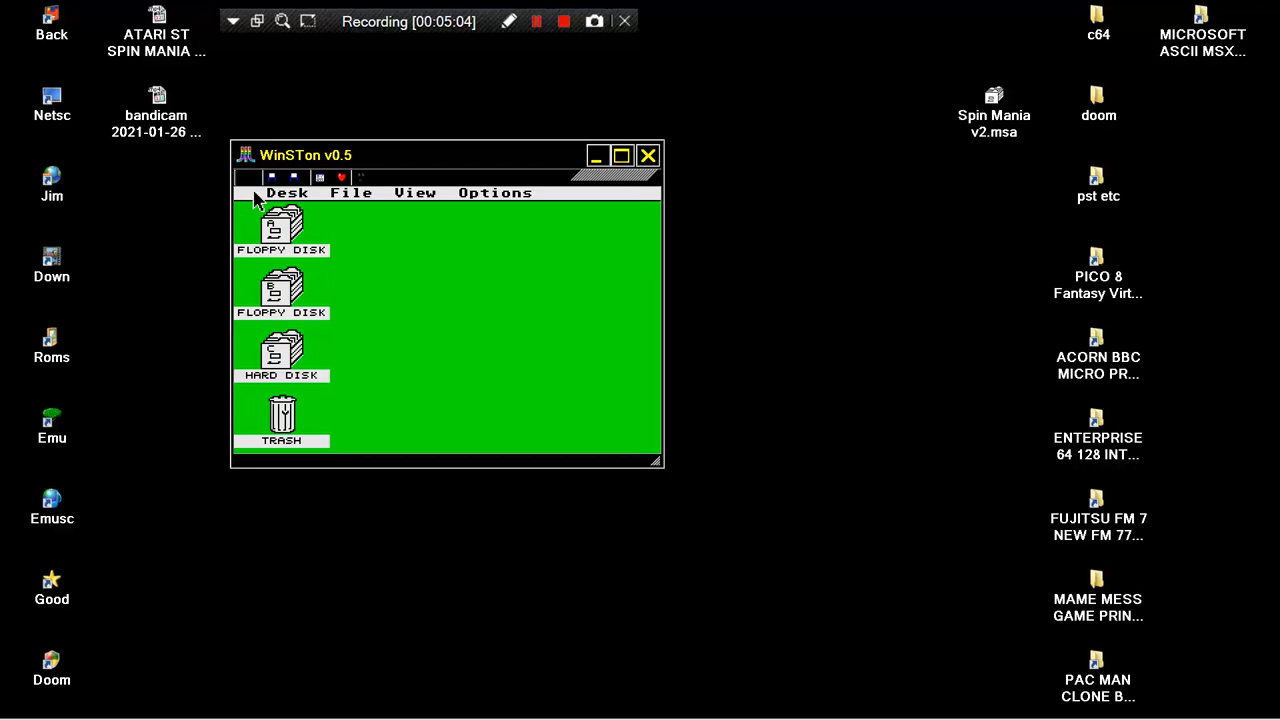 Recording [00:05:04]
Back
ATARI ST
SPIN MANIA ...
c64
MICROSOFT
ASCII MSX...
Netsc
bandicam
2021-01-26 ...
Spin Mania
v2.msa
doom
WinSTon v0.5
Desk File View Options
A
FLOPPY DISK
B
FLOPPY DISK
C
HARD DISK
TRASH
Jim
pst etc
Down
PICO 8
Fantasy Virt...
Roms
ACORN BBC
MICRO PR...
Emu
ENTERPRISE
64 128 INT...
Emusc
FUJITSU FM 7
NEW FM 77...
Good
MAME MESS
GAME PRIN...
Doom
PAC MAN
CLONE B...